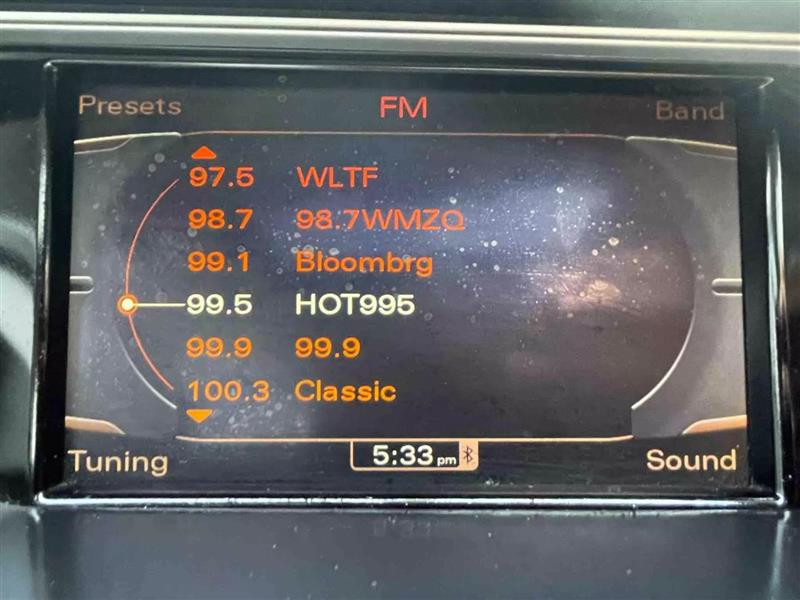 Presets FM Band
97.5 WLTF
98.7 98.7WMZQ
99.1 Bloombrg
99.5 HOT995
99.9 99.9
100.3 Classic
Tuning 5:33 pm Sound